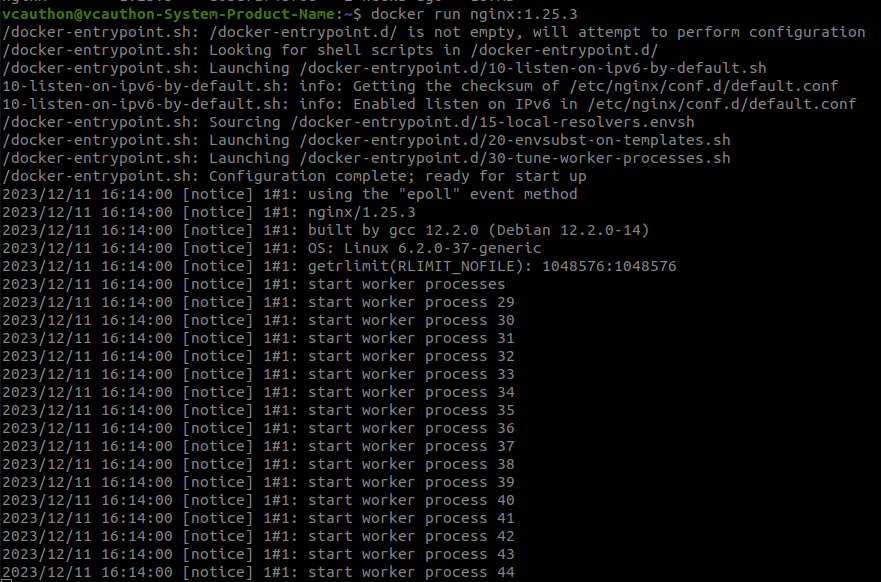 vcauthon@vcauthon-System-Product-Name:~$ docker run nginx:1.25.3
/docker-entrypoint.sh: /docker-entrypoint.d/ is not empty, will attempt to perform configuration
/docker-entrypoint.sh: Looking for shell scripts in /docker-entrypoint.d/
/docker-entrypoint.sh: Launching /docker-entrypoint.d/10-listen-on-ipv6-by-default.sh
10-listen-on-ipv6-by-default.sh: info: Getting the checksum of /etc/nginx/conf.d/default.conf
10-listen-on-ipv6-by-default.sh: info: Enabled listen on IPv6 in /etc/nginx/conf.d/default.conf
/docker-entrypoint.sh: Sourcing /docker-entrypoint.d/15-local-resolvers.envsh
/docker-entrypoint.sh: Launching /docker-entrypoint.d/20-envsubst-on-templates.sh
/docker-entrypoint.sh: Launching /docker-entrypoint.d/30-tune-worker-processes.sh
/docker-entrypoint.sh: Configuration complete; ready for start up
2023/12/11 16:14:00 [notice] 1#1: using the "epoll" event method
2023/12/11 16:14:00 [notice] 1#1: nginx/1.25.3
2023/12/11 16:14:00 [notice] 1#1: built by gcc 12.2.0 (Debian 12.2.0-14)
2023/12/11 16:14:00 [notice] 1#1: OS: Linux 6.2.0-37-generic
2023/12/11 16:14:00 [notice] 1#1: getrlimit(RLIMIT_NOFILE): 1048576:1048576
2023/12/11 16:14:00 [notice] 1#1: start worker processes
2023/12/11 16:14:00 [notice] 1#1: start worker process 29
2023/12/11 16:14:00 [notice] 1#1: start worker process 30
2023/12/11 16:14:00 [notice] 1#1: start worker process 31
2023/12/11 16:14:00 [notice] 1#1: start worker process 32
2023/12/11 16:14:00 [notice] 1#1: start worker process 33
2023/12/11 16:14:00 [notice] 1#1: start worker process 34
2023/12/11 16:14:00 [notice] 1#1: start worker process 35
2023/12/11 16:14:00 [notice] 1#1: start worker process 36
2023/12/11 16:14:00 [notice] 1#1: start worker process 37
2023/12/11 16:14:00 [notice] 1#1: start worker process 38
2023/12/11 16:14:00 [notice] 1#1: start worker process 39
2023/12/11 16:14:00 [notice] 1#1: start worker process 40
2023/12/11 16:14:00 [notice] 1#1: start worker process 41
2023/12/11 16:14:00 [notice] 1#1: start worker process 42
2023/12/11 16:14:00 [notice] 1#1: start worker process 43
2023/12/11 16:14:00 [notice] 1#1: start worker process 44